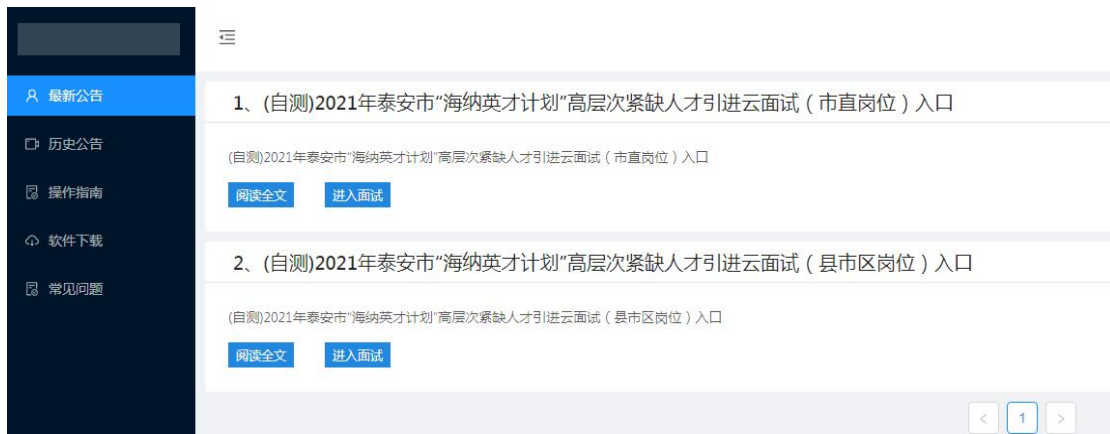 最新公告
历史公告
操作指南
软件下载
常见问题
1、(自测)2021年泰安市“海纳英才计划”高层次紧缺人才引进云面试（市直岗位）入口
(自测)2021年泰安市“海纳英才计划”高层次紧缺人才引进云面试（市直岗位）入口
阅读全文 进入面试
2、(自测)2021年泰安市“海纳英才计划”高层次紧缺人才引进云面试（县市区岗位）入口
(自测)2021年泰安市“海纳英才计划”高层次紧缺人才引进云面试（县市区岗位）入口
阅读全文 进入面试
< 1 >